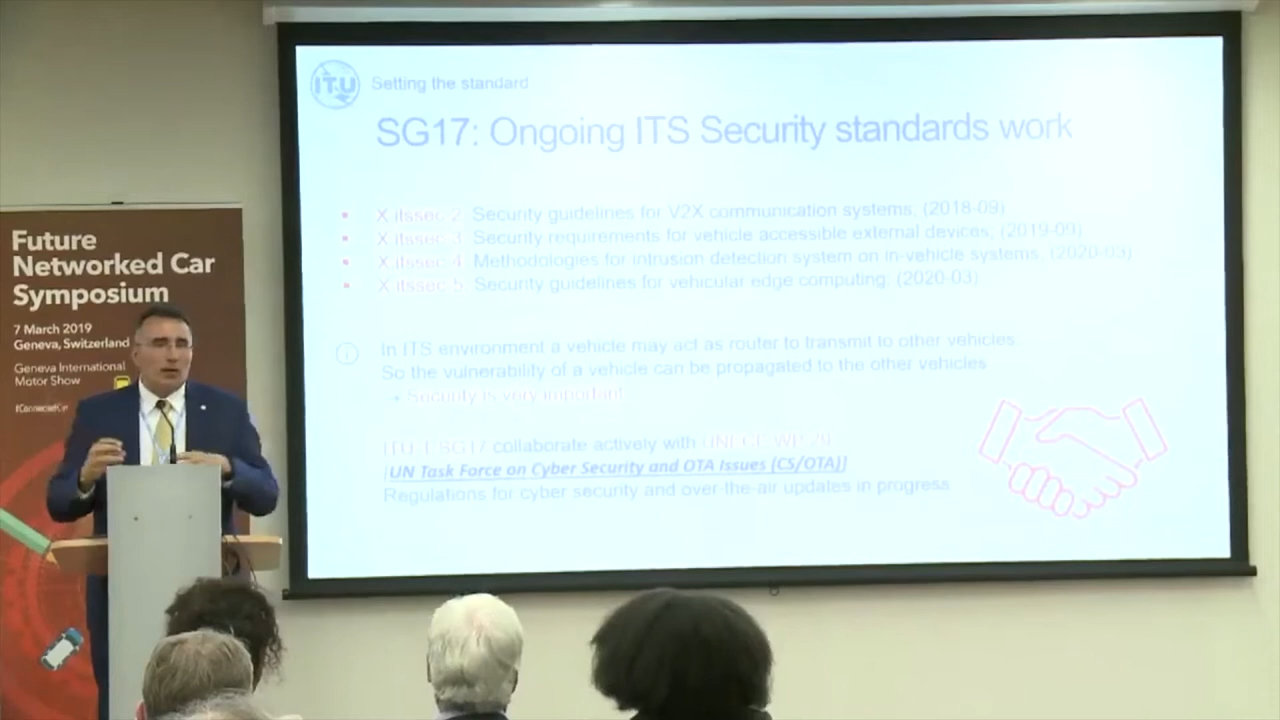 Future
Networked Car
Symposium
7 March 2019
Geneva, Switzerland
Geneva International
Motor Show
ITU
Setting the standard
SG17: Ongoing ITS Security standards work
X.itssec-2: Security guidelines for V2X communication systems, (2018-09)
X.itssec-3: Security requirements for vehicle accessible external devices, (2019-09)
X.itssec-4: Methodologies for intrusion detection system on in-vehicle systems, (2020-03)
X.itssec-5: Security guidelines for vehicular edge computing. (2020-03)
In ITS environment a vehicle may act as router to transmit to other vehicles
So the vulnerability of a vehicle can be propagated to the other vehicles
Security is very important
ITU-T SG17 collaborate actively with UNECE WP 29
[UN Task Force on Cyber Security and OTA Issues (CS/OTA)]
Regulations for cyber security and over-the-air updates in progress